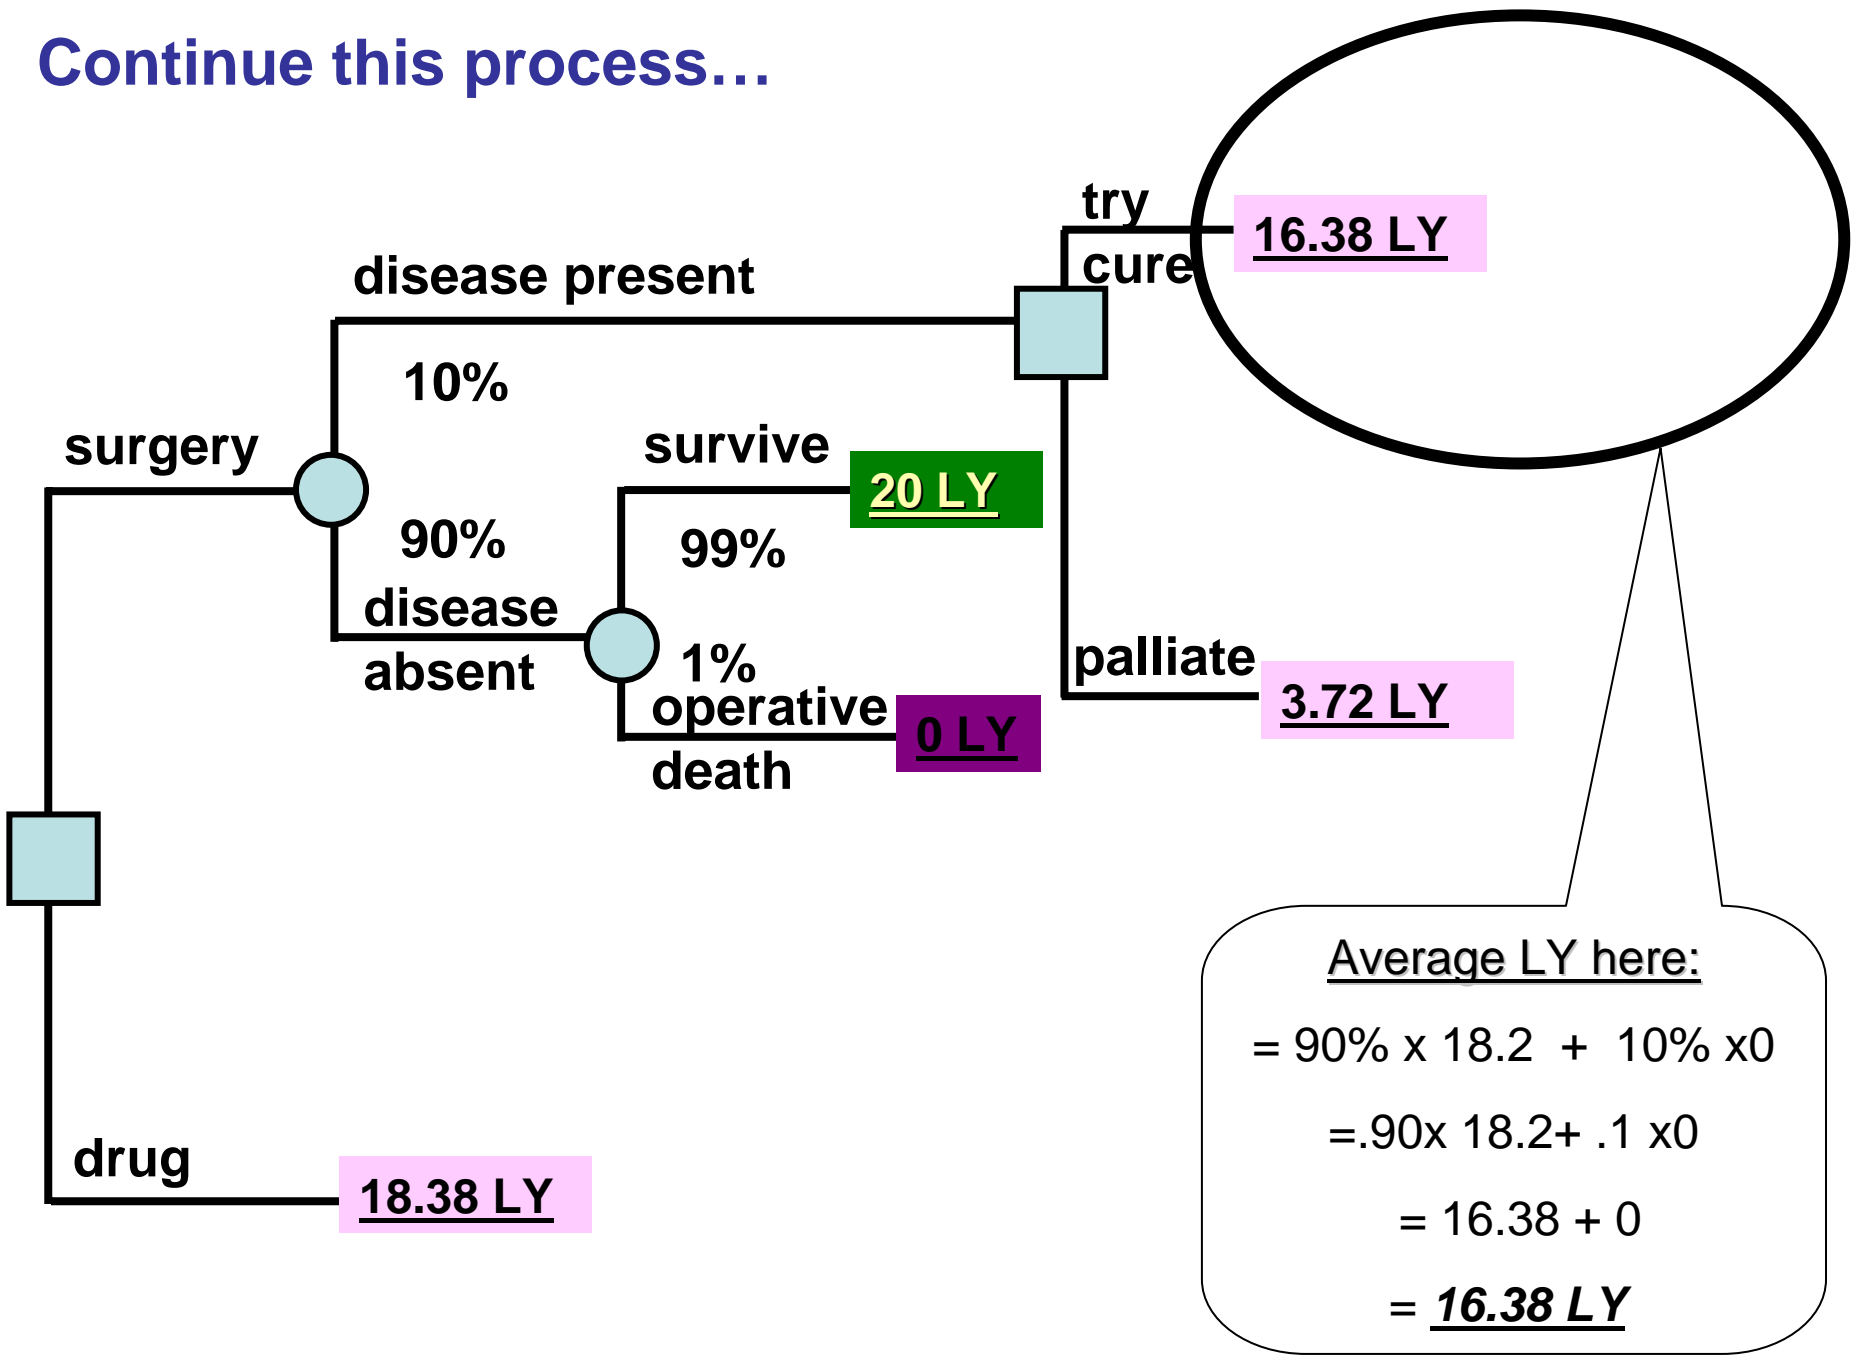 Continue this process…
try
16.38 LY
cure
disease present
10%
surgery
survive
20 LY
90%
99%
disease
absent
1%
operative
0 LY
death
palliate
3.72 LY
drug
18.38 LY
Average LY here:
= 90% x 18.2 + 10% x0
=.90x 18.2+ .1 x0
= 16.38 + 0
= 16.38 LY